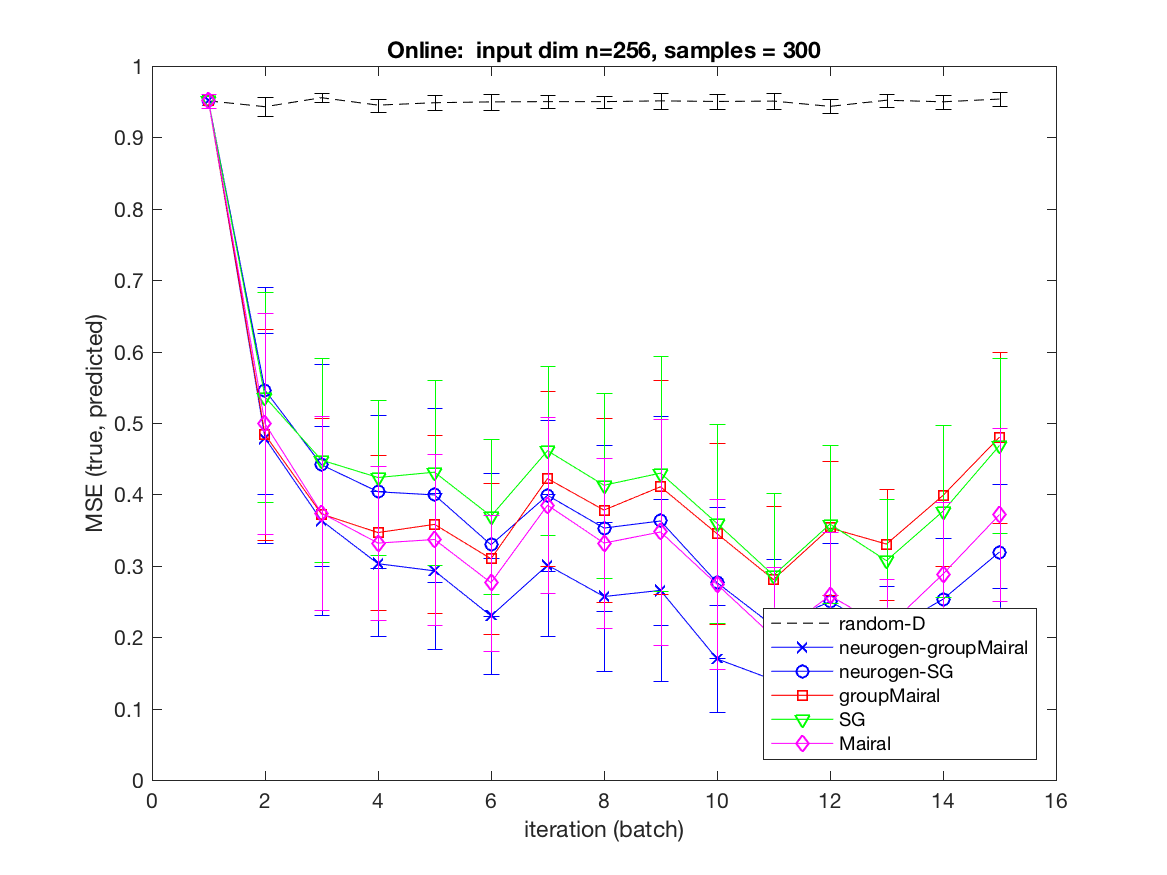 Online:  input dim n=256, samples = 300
1
0.9
0.8
0.7
0.6
0.5
0.4
0.3
0.2
0.1
0
MSE (true, predicted)
random-D
neurogen-groupMairal
neurogen-SG
groupMairal
SG
Mairal
0 2 4 6 8 10 12 14 16
iteration (batch)